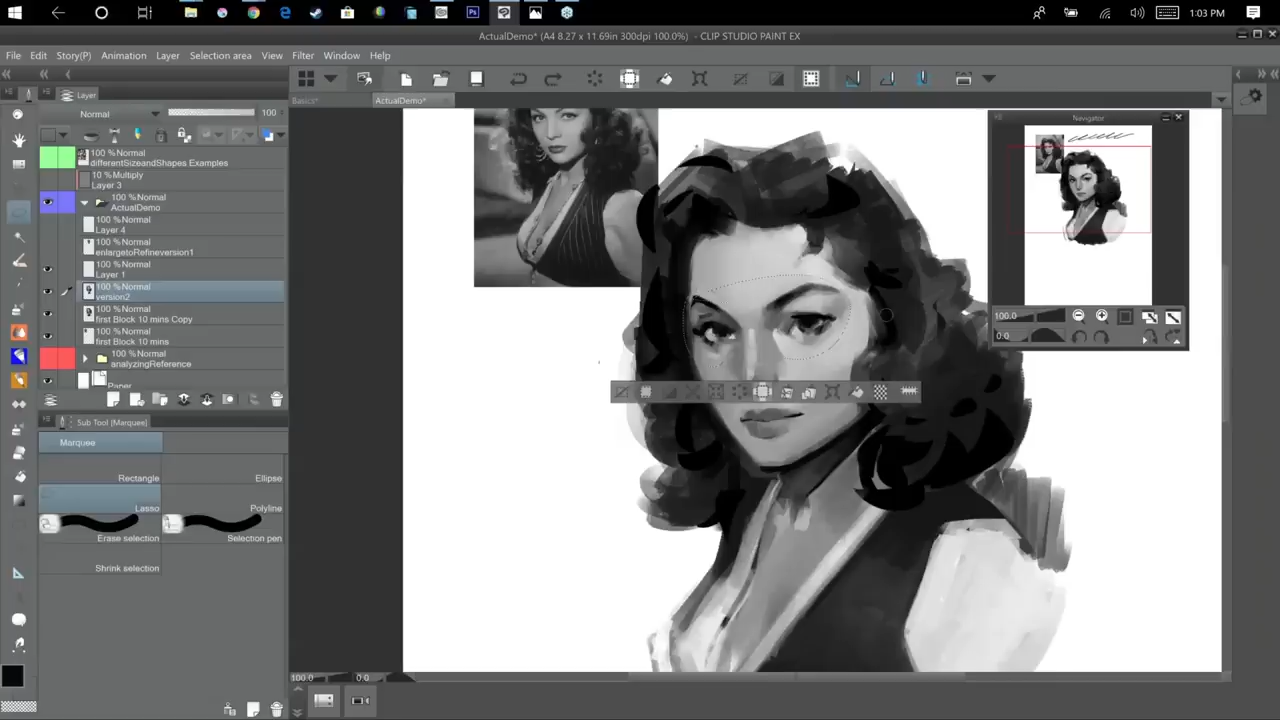 1:03 PM
ActualDemo* (A4 8.27 x 11.69in 300dpi 100.0%) - CLIP STUDIO PAINT EX
File Edit Story(P) Animation Layer Selection area View Filter Window Help
Layer
Basics*
ActualDemo*
Normal
100
Navigator
100 %Normal
differentSizeandShapes Examples
10 %Multiply
Layer 3
100 %Normal
ActualDemo
100 %Normal
Layer 4
100 %Normal
enlargetoRefineversion1
100 %Normal
Layer 1
100 %Normal
version2
100 %Normal
first Block 10 mins Copy
100 %Normal
first Block 10 mins
100 %Normal
analyzingReference
Paper
100.0
0.0
Sub Tool [Marquee]
Marquee
Rectangle
Ellipse
Lasso
Polyline
Erase selection
Selection pen
Shrink selection
100.0
0.0